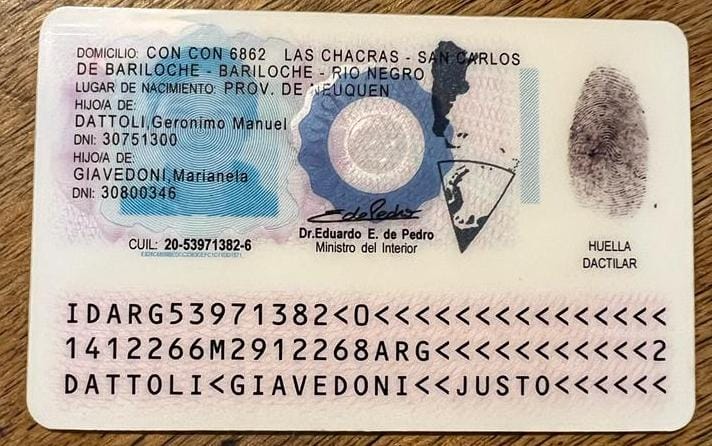 DOMICILIO: CON CON 6862 LAS CHACRAS - SAN CARLOS
DE BARILOCHE - BARILOCHE - RIO NEGRO
LUGAR DE NACIMIENTO: PROV. DE NEUQUEN
HIJO/A DE:
DATTOLI,Geronimo Manuel
DNI: 30751300
HIJO/A DE:
GIAVEDONI Marianela
DNI: 30800346
CUIL: 20-53971382-6
Dr.Eduardo E. de Pedro
Ministro del Interior
HUELLA
DACTILAR
IDARG53971382<0<<<<<<<<<<<<<<<
1412266M2912268ARG<<<<<<<<<<<2
DATTOLI<GIAVEDONI<<JUSTO<<<<<<